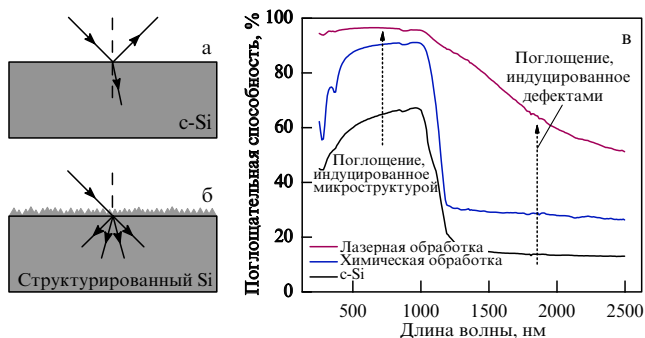 а
c-Si
б
Структурированный Si
в
Поглощательная способность, %
100
80
60
40
20
0
Поглощение,
индуцированное
дефектами
Поглощение,
индуцированное
микроструктурой
Лазерная обработка
Химическая обработка
c-Si
500
1000
1500
2000
2500
Длина волны, нм